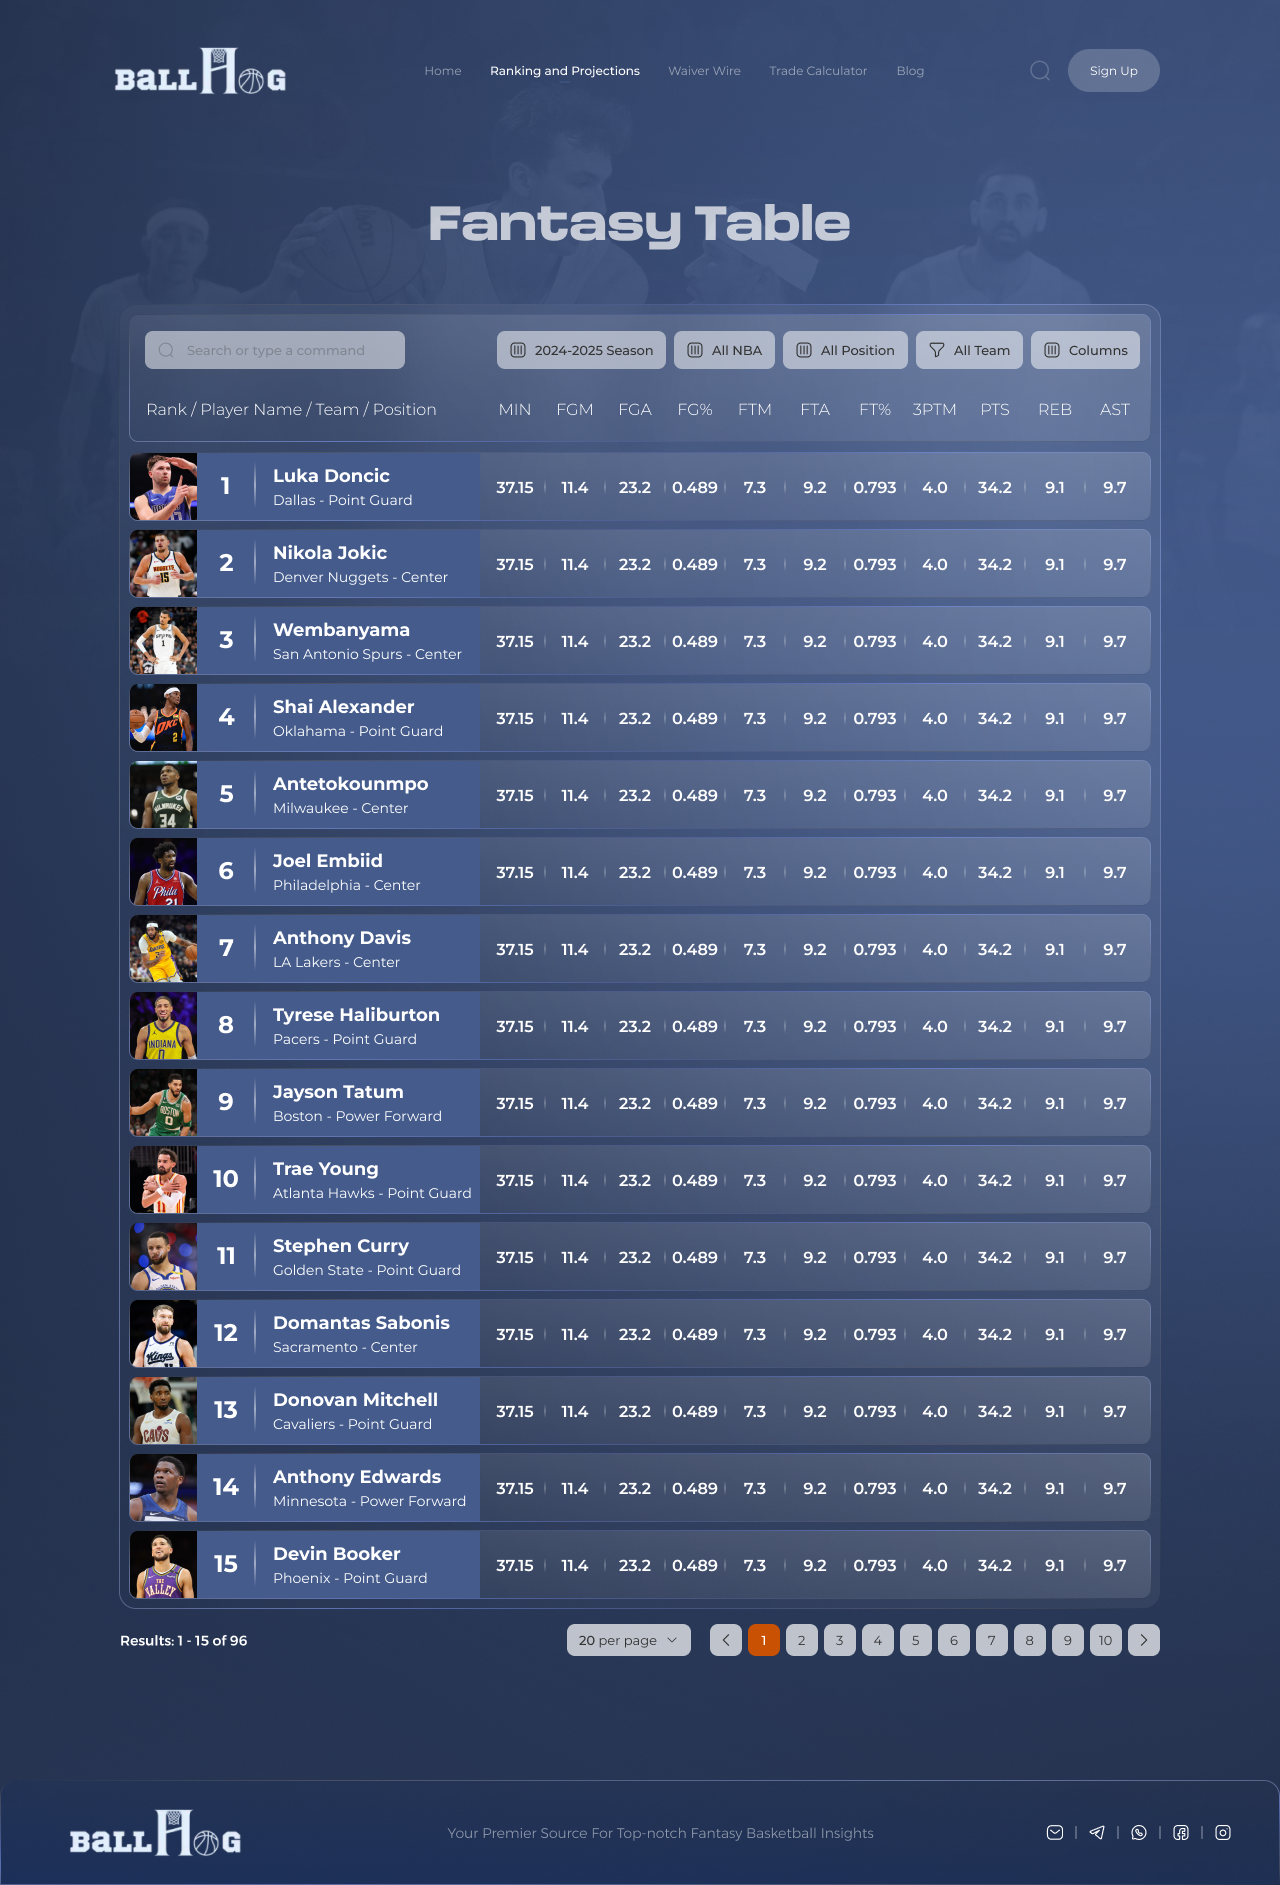 BALL HOG
Home Ranking and Projections Waiver Wire Trade Calculator Blog Sign Up
Fantasy Table
Search or type a command 2024-2025 Season All NBA All Position All Team Columns
Rank / Player Name / Team / Position MIN FGM FGA FG% FTM FTA FT% 3PTM PTS REB AST
1 Luka Doncic
Dallas - Point Guard
37.15 11.4 23.2 0.489 7.3 9.2 0.793 4.0 34.2 9.1 9.7
2 Nikola Jokic
Denver Nuggets - Center
37.15 11.4 23.2 0.489 7.3 9.2 0.793 4.0 34.2 9.1 9.7
3 Wembanyama
San Antonio Spurs - Center
37.15 11.4 23.2 0.489 7.3 9.2 0.793 4.0 34.2 9.1 9.7
4 Shai Alexander
Oklahama - Point Guard
37.15 11.4 23.2 0.489 7.3 9.2 0.793 4.0 34.2 9.1 9.7
5 Antetokounmpo
Milwaukee - Center
37.15 11.4 23.2 0.489 7.3 9.2 0.793 4.0 34.2 9.1 9.7
6 Joel Embiid
Philadelphia - Center
37.15 11.4 23.2 0.489 7.3 9.2 0.793 4.0 34.2 9.1 9.7
7 Anthony Davis
LA Lakers - Center
37.15 11.4 23.2 0.489 7.3 9.2 0.793 4.0 34.2 9.1 9.7
8 Tyrese Haliburton
Pacers - Point Guard
37.15 11.4 23.2 0.489 7.3 9.2 0.793 4.0 34.2 9.1 9.7
9 Jayson Tatum
Boston - Power Forward
37.15 11.4 23.2 0.489 7.3 9.2 0.793 4.0 34.2 9.1 9.7
10 Trae Young
Atlanta Hawks - Point Guard
37.15 11.4 23.2 0.489 7.3 9.2 0.793 4.0 34.2 9.1 9.7
11 Stephen Curry
Golden State - Point Guard
37.15 11.4 23.2 0.489 7.3 9.2 0.793 4.0 34.2 9.1 9.7
12 Domantas Sabonis
Sacramento - Center
37.15 11.4 23.2 0.489 7.3 9.2 0.793 4.0 34.2 9.1 9.7
13 Donovan Mitchell
Cavaliers - Point Guard
37.15 11.4 23.2 0.489 7.3 9.2 0.793 4.0 34.2 9.1 9.7
14 Anthony Edwards
Minnesota - Power Forward
37.15 11.4 23.2 0.489 7.3 9.2 0.793 4.0 34.2 9.1 9.7
15 Devin Booker
Phoenix - Point Guard
37.15 11.4 23.2 0.489 7.3 9.2 0.793 4.0 34.2 9.1 9.7
Results: 1 - 15 of 96 20 per page 1 2 3 4 5 6 7 8 9 10
BALL HOG
Your Premier Source For Top-notch Fantasy Basketball Insights